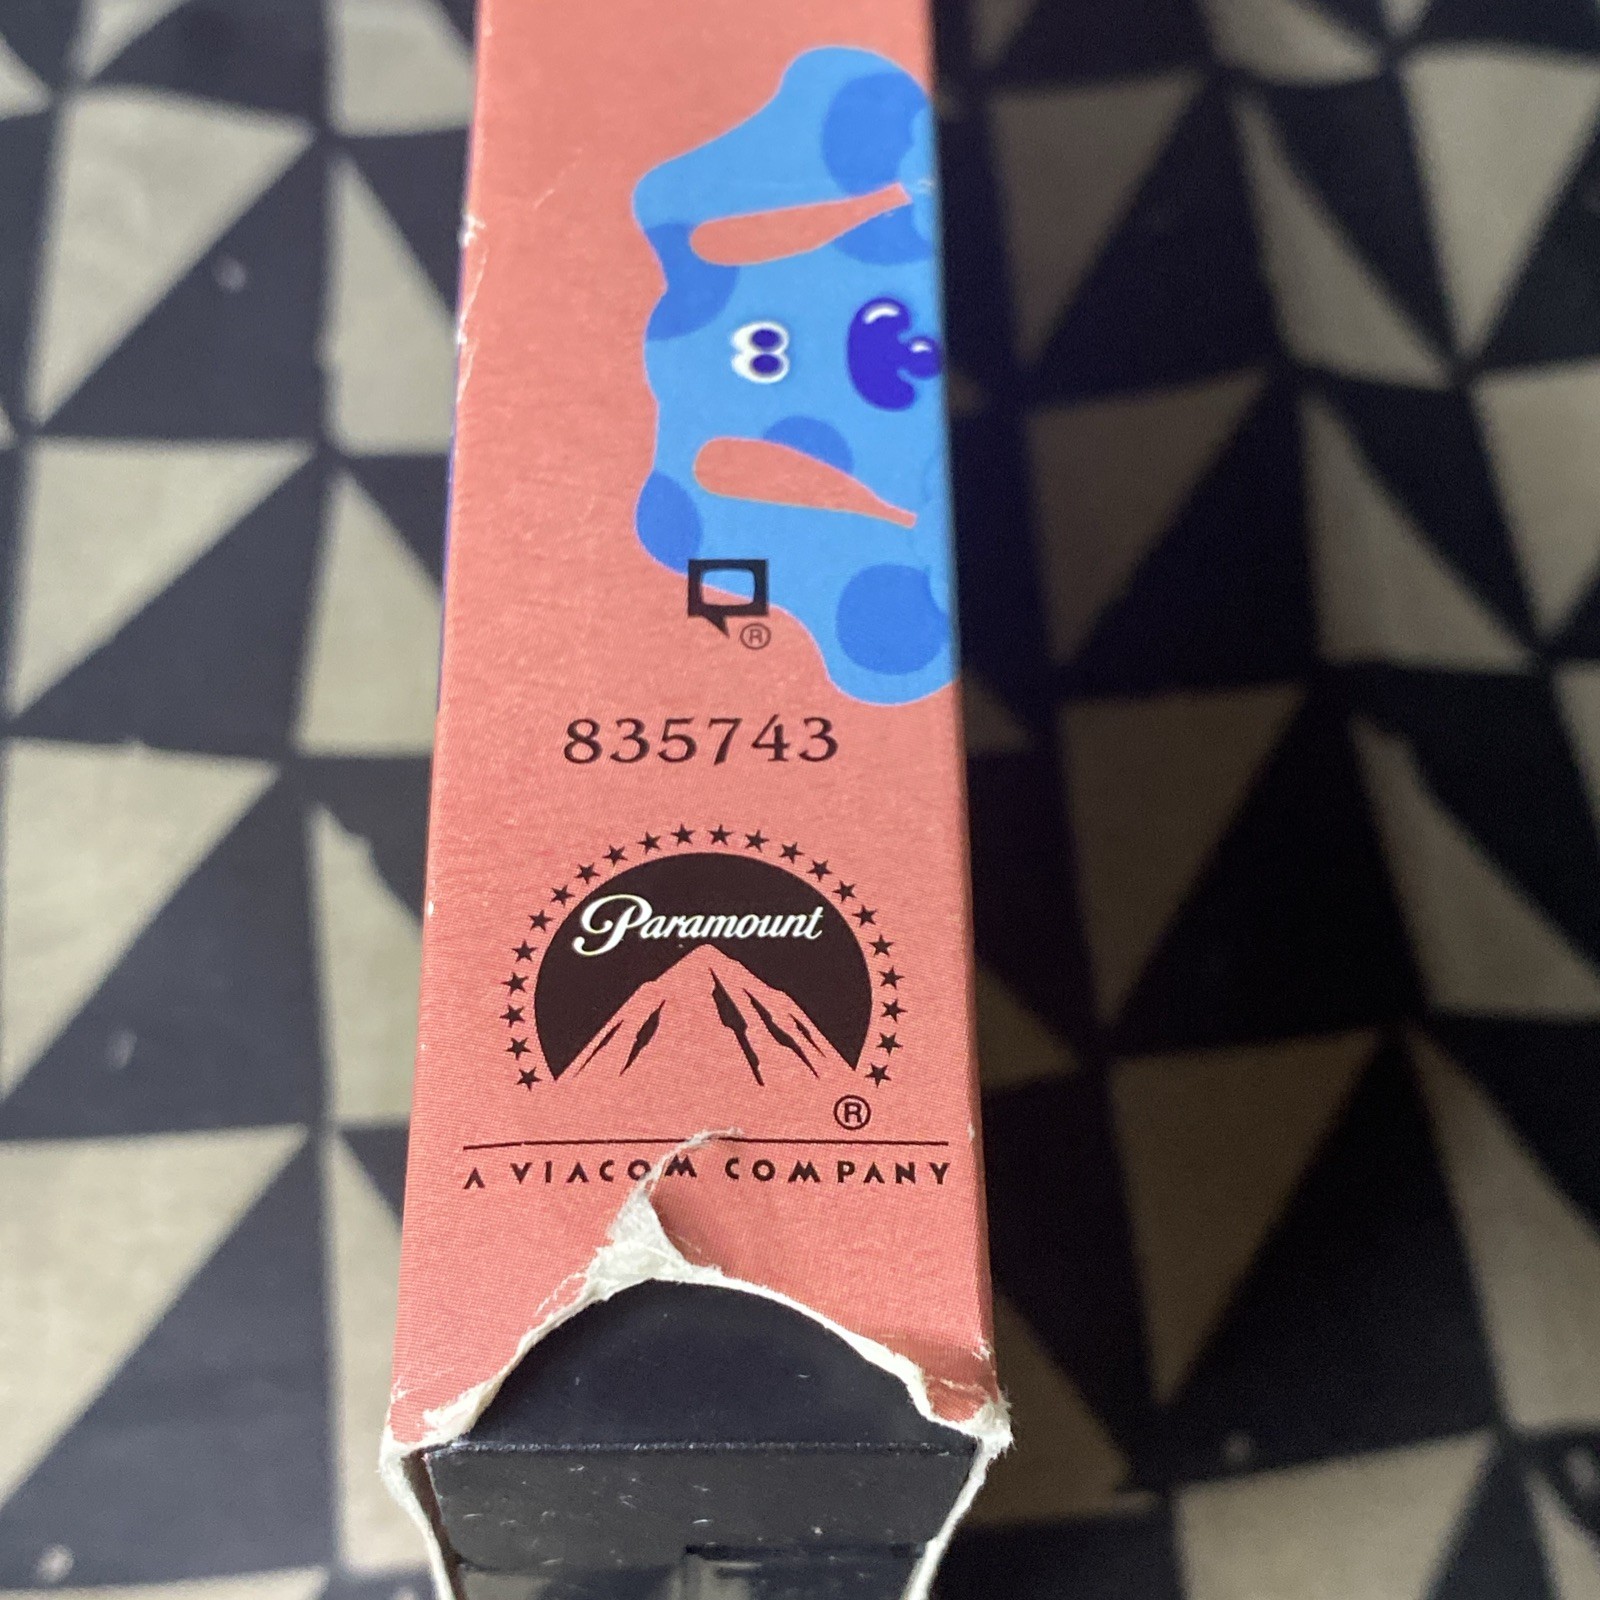 ®
835743
Paramount
®
A VIACOM COMPANY